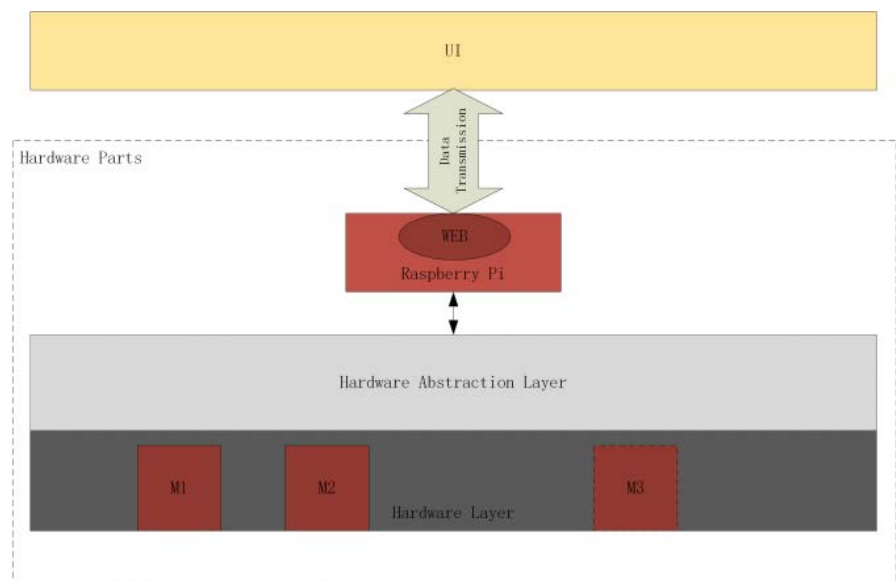 UI
Data
Transmission
Hardware Parts
WEB
Raspberry Pi
Hardware Abstraction Layer
M1
M2
M3
Hardware Layer